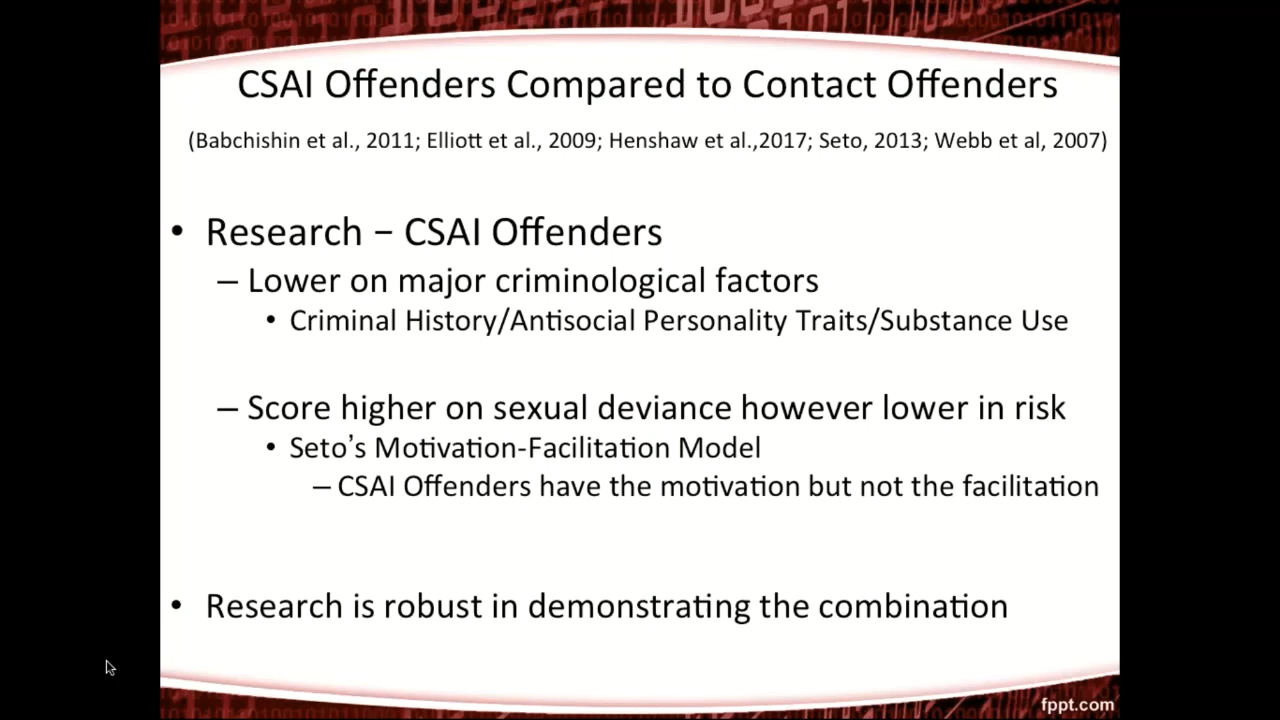 CSAI Offenders Compared to Contact Offenders
(Babchishin et al., 2011; Elliott et al., 2009; Henshaw et al.,2017; Seto, 2013; Webb et al, 2007)
• Research – CSAI Offenders
– Lower on major criminological factors
• Criminal History/Antisocial Personality Traits/Substance Use
– Score higher on sexual deviance however lower in risk
• Seto's Motivation-Facilitation Model
– CSAI Offenders have the motivation but not the facilitation
• Research is robust in demonstrating the combination
fppt.com